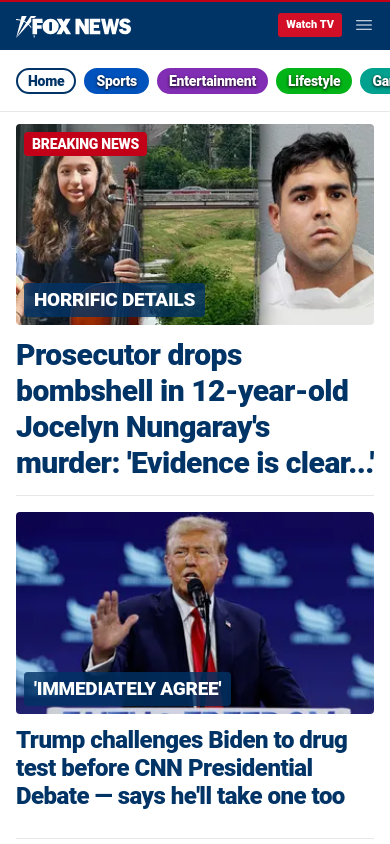 FOX NEWS
Watch TV
Home
Sports
Entertainment
Lifestyle
BREAKING NEWS
HORRIFIC DETAILS
Prosecutor drops
bombshell in 12-year-old
Jocelyn Nungaray's
murder: 'Evidence is clear...'
'IMMEDIATELY AGREE'
Trump challenges Biden to drug
test before CNN Presidential
Debate — says he'll take one too